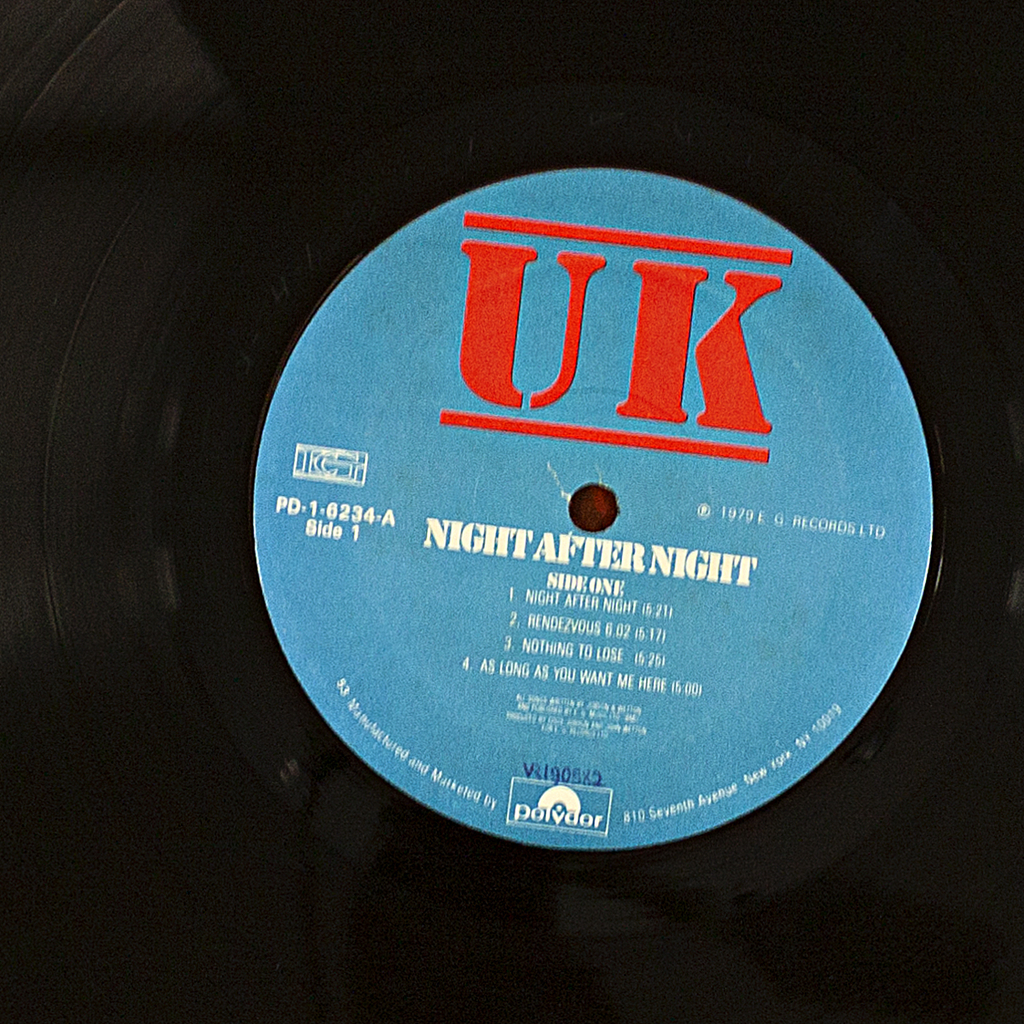 UK
EG
PD-1-6234-A
Side 1
℗ 1979 E. G. RECORDS LTD
NIGHT AFTER NIGHT
SIDE ONE
1. NIGHT AFTER NIGHT (5:21)
2. RENDEZVOUS 6.02 (5:17)
3. NOTHING TO LOSE (5:25)
4. AS LONG AS YOU WANT ME HERE (5:00)
Manufactured and Marketed by
polydor
810 Seventh Avenue New York, NY 10019